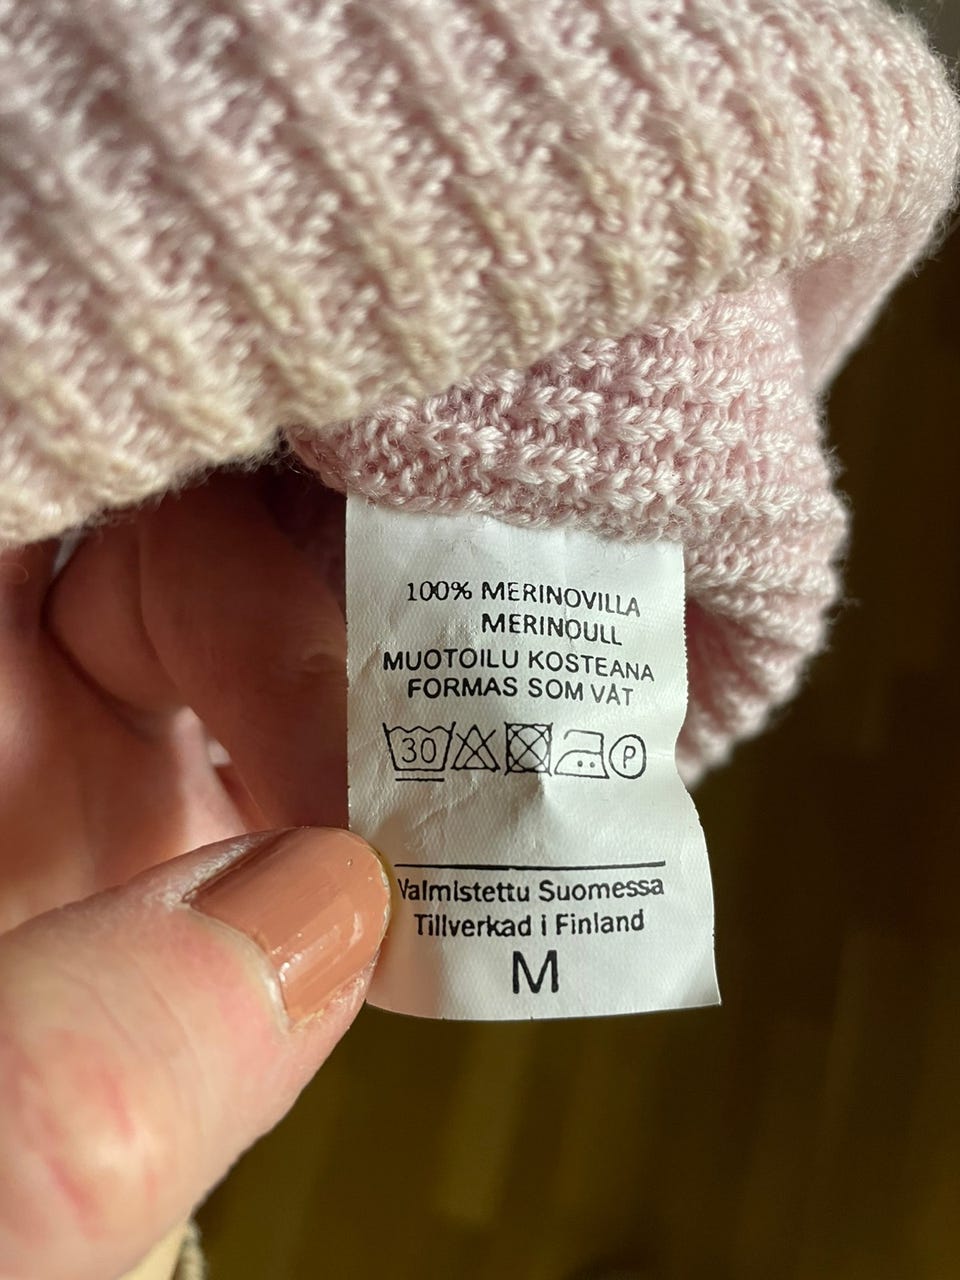 100% MERINOVILLA
MERINOULL
MUOTOILU KOSTEANA
FORMAS SOM VÅT
30 P
Valmistettu Suomessa
Tillverkad i Finland
M